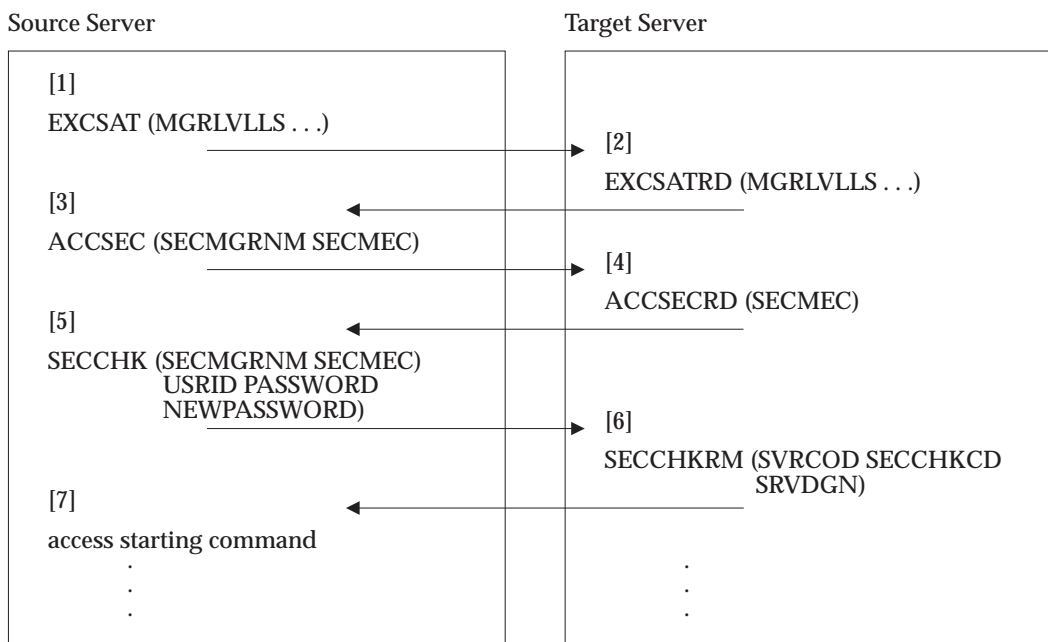 Source Server
Target Server
[1]
EXCSAT (MGRLVLLS . . .)
[2]
EXCSATRD (MGRLVLLS . . .)
[3]
ACCSEC (SECMGRNM SECMEC)
[4]
ACCSECRD (SECMEC)
[5]
SECCHK (SECMGRNM SECMEC)
USRID PASSWORD
NEWPASSWORD)
[6]
SECCHKRM (SVRCOD SECCHKCD
SRVDGN)
[7]
access starting command
.
.
.
.
.
.